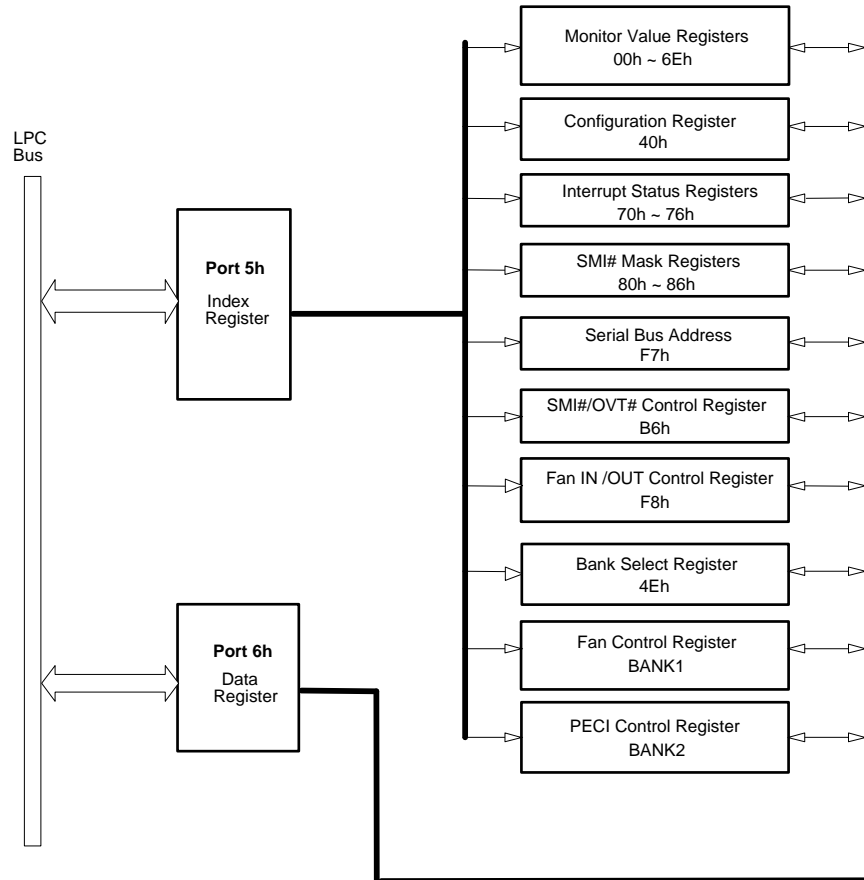 LPC
Bus
Port 5h
Index
Register
Port 6h
Data
Register
Monitor Value Registers
00h ~ 6Eh
Configuration Register
40h
Interrupt Status Registers
70h ~ 76h
SMI# Mask Registers
80h ~ 86h
Serial Bus Address
F7h
SMI#/OVT# Control Register
B6h
Fan IN /OUT Control Register
F8h
Bank Select Register
4Eh
Fan Control Register
BANK1
PECI Control Register
BANK2